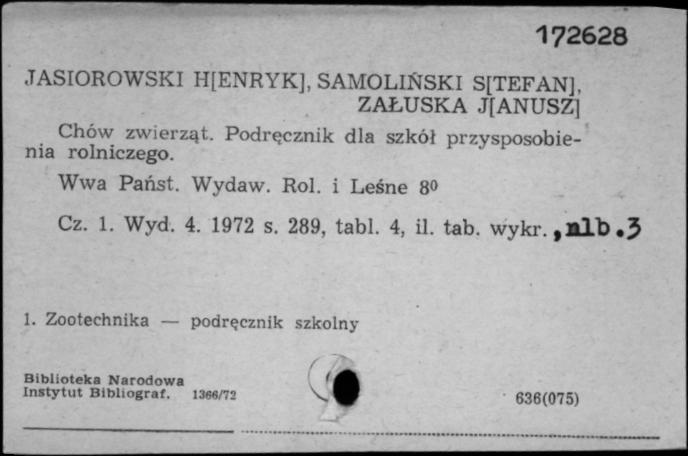 172628
JASIOROWSKI H[ENRYK], SAMOLIŃSKI S[TEFAN],
ZAŁUSKA J[ANUSZ]
Chów zwierząt. Podręcznik dla szkół przysposobie-
nia rolniczego.
Wwa Państ. Wydaw. Rol. i Leśne 8º
Cz. 1. Wyd. 4. 1972 s. 289, tabl. 4, il. tab. wykr. , nlb. 3
1. Zootechnika — podręcznik szkolny
Biblioteka Narodowa
Instytut Bibliograf. 1366/72
636(075)